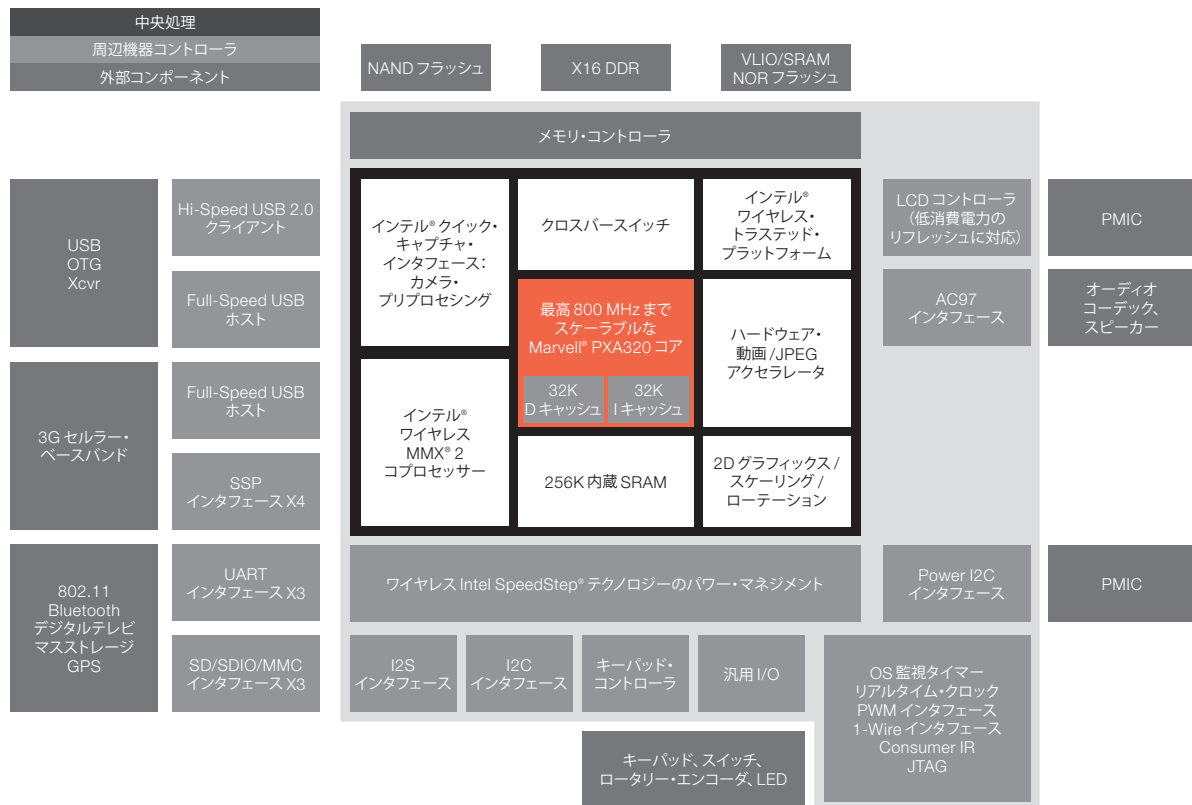 中央処理
周辺機器コントローラ
外部コンポーネント
NAND フラッシュ
X16 DDR
VLIO/SRAM
NOR フラッシュ
メモリ・コントローラ
USB
OTG
Xcvr
Hi-Speed USB 2.0
クライアント
Full-Speed USB
ホスト
インテル® クイック・
キャプチャ・
インタフェース：
カメラ・
プリプロセシング
クロスバースイッチ
インテル®
ワイヤレス・
トラステッド・
プラットフォーム
LCD コントローラ
（低消費電力の
リフレッシュに対応）
PMIC
最高 800 MHz まで
スケーラブルな
Marvell® PXA320 コア
32K
D キャッシュ
32K
I キャッシュ
ハードウェア・
動画 /JPEG
アクセラレータ
AC97
インタフェース
オーディオ
コーデック、
スピーカー
3G セルラー・
ベースバンド
Full-Speed USB
ホスト
SSP
インタフェース X4
インテル®
ワイヤレス
MMX® 2
コプロセッサー
256K 内蔵 SRAM
2D グラフィックス /
スケーリング /
ローテーション
802.11
Bluetooth
デジタルテレビ
マスストレージ
GPS
UART
インタフェース X3
SD/SDIO/MMC
インタフェース X3
ワイヤレス Intel SpeedStep® テクノロジーのパワー・マネジメント
Power I2C
インタフェース
PMIC
I2S
インタフェース
I2C
インタフェース
キーパッド・
コントローラ
汎用 I/O
OS 監視タイマー
リアルタイム・クロック
PWM インタフェース
1-Wire インタフェース
Consumer IR
JTAG
キーパッド、スイッチ、
ロータリー・エンコーダ、LED